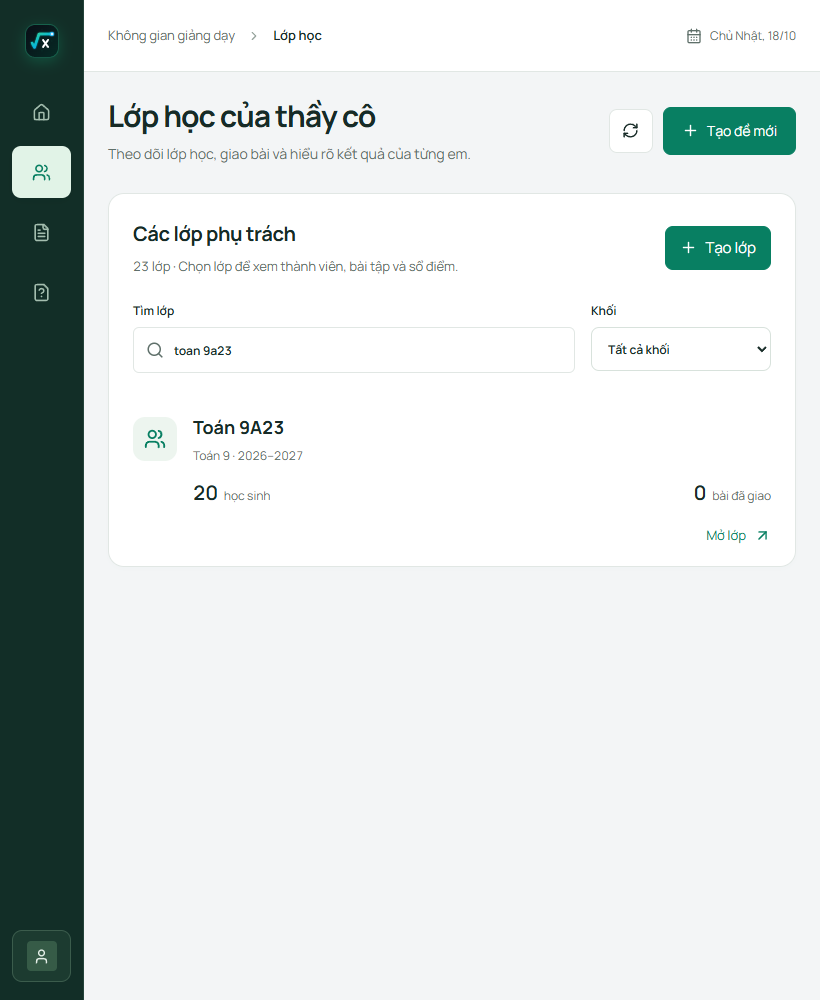 √x
Không gian giảng dạy > Lớp học
Chủ Nhật, 18/10
Lớp học của thầy cô
Theo dõi lớp học, giao bài và hiểu rõ kết quả của từng em.
+ Tạo đề mới
Các lớp phụ trách
23 lớp · Chọn lớp để xem thành viên, bài tập và sổ điểm.
+ Tạo lớp
Tìm lớp
Khối
toan 9a23
Tất cả khối
Toán 9A23
Toán 9 · 2026–2027
20 học sinh
0 bài đã giao
Mở lớp